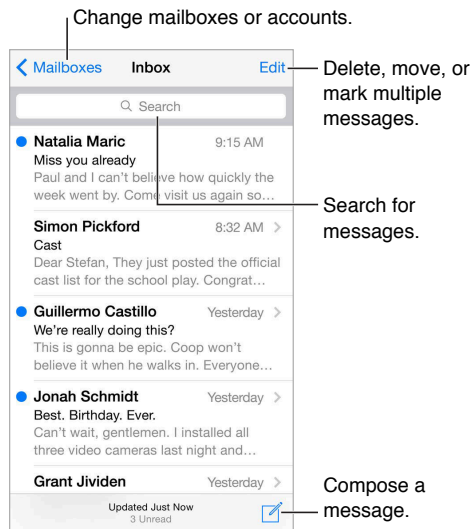 Change mailboxes or accounts.
Mailboxes Inbox Edit
Delete, move, or
mark multiple
messages.
Search
Natalia Maric 9:15 AM
Miss you already
Paul and I can't believe how quickly the
week went by. Come visit us again so…
Search for
messages.
Simon Pickford 8:32 AM
Cast
Dear Stefan, They just posted the official
cast list for the school play. Congrat…
Guillermo Castillo Yesterday
We're really doing this?
This is gonna be epic. Coop won't
believe it when he walks in. Everyone…
Jonah Schmidt Yesterday
Best. Birthday. Ever.
Can't wait, gentlemen. I installed all
three video cameras last night and…
Grant Jividen Yesterday
Updated Just Now
3 Unread
Compose a
message.